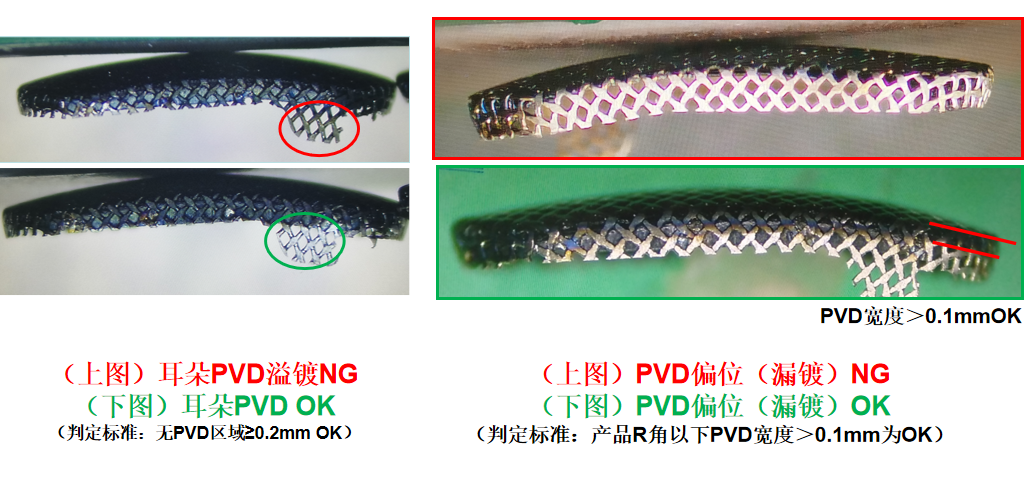 PVD宽度＞0.1mmOK
（上图）耳朵PVD溢镀NG
（下图）耳朵PVD OK
（判定标准：无PVD区域≥0.2mm OK）
（上图）PVD偏位（漏镀）NG
（下图）PVD偏位（漏镀）OK
（判定标准：产品R角以下PVD宽度＞0.1mm为OK）